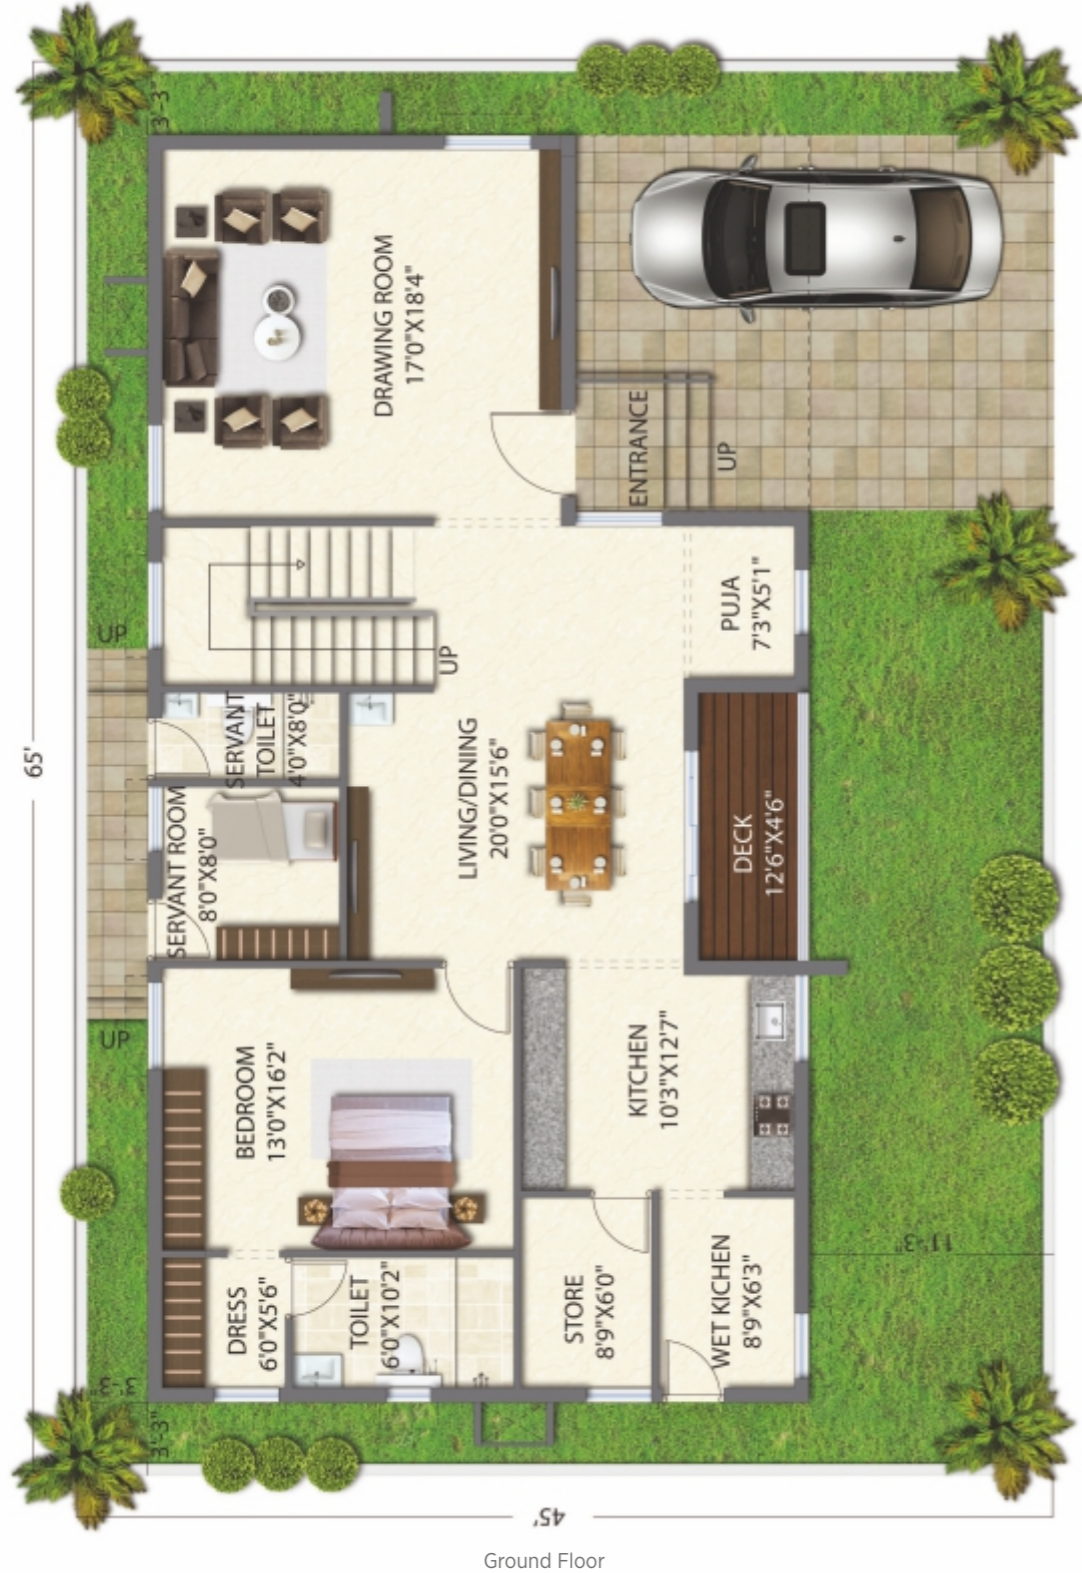 3'-3"
DRAWING ROOM
17'0"X18'4"
ENTRANCE
UP
PUJA
7'3"X5'1"
UP
UP
SERVANT
TOILET
4'0"X8'0"
65'
LIVING/DINING
20'0"X15'6"
DECK
12'6"X4'6"
SERVANT ROOM
8'0"X8'0"
UP
BEDROOM
13'0"X16'2"
KITCHEN
10'3"X12'7"
11'-3"
DRESS
6'0"X5'6"
TOILET
6'0"X10'2"
STORE
8'9"X6'0"
WET KICHEN
8'9"X6'3"
3'-3"
3'-3"
45'
Ground Floor